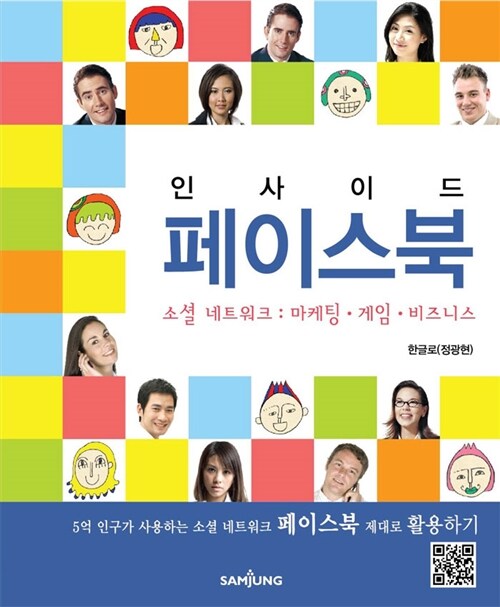 인사이드
페이스북
소셜 네트워크 : 마케팅 · 게임 · 비즈니스
한글로(정광현)
5억 인구가 사용하는 소셜 네트워크 페이스북 제대로 활용하기
SAMJUNG